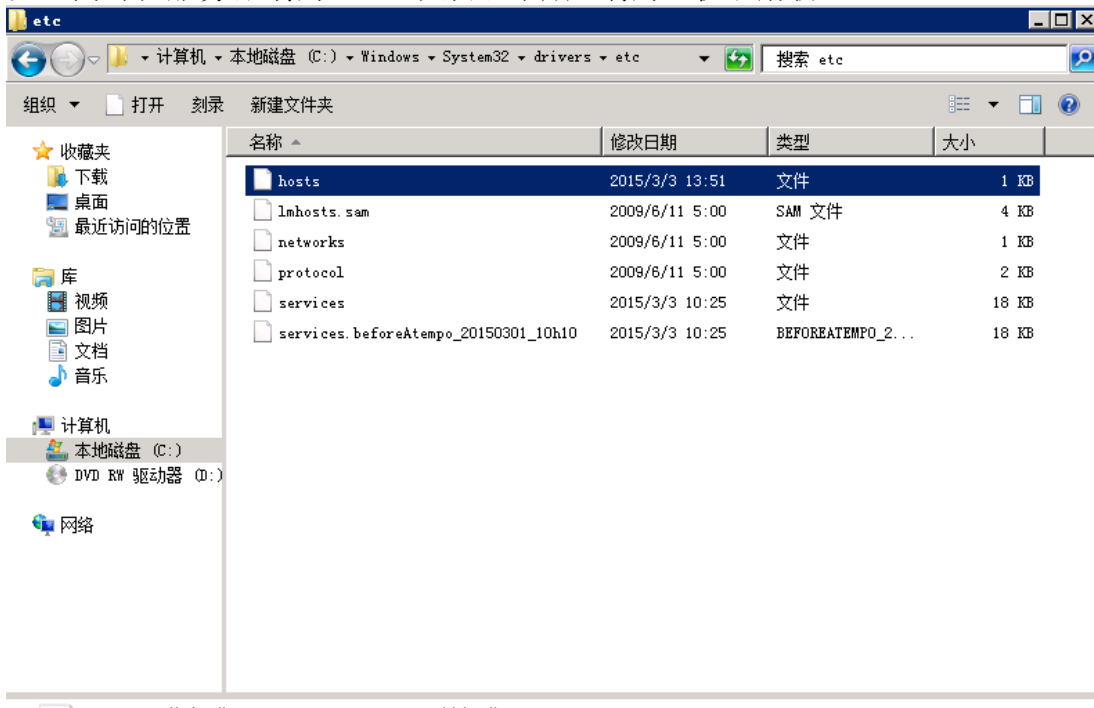 etc
计算机 本地磁盘 (C:) Windows System32 drivers etc 搜索 etc
组织 打开 刻录 新建文件夹
名称 修改日期 类型 大小
收藏夹
下载
桌面
最近访问的位置
库
视频
图片
文档
音乐
计算机
本地磁盘 (C:)
DVD RW 驱动器 (D:)
网络
hosts 2015/3/3 13:51 文件 1 KB
lmhosts.sam 2009/6/11 5:00 SAM 文件 4 KB
networks 2009/6/11 5:00 文件 1 KB
protocol 2009/6/11 5:00 文件 2 KB
services 2015/3/3 10:25 文件 18 KB
services.beforeAtempo_20150301_10h10 2015/3/3 10:25 BEFOREATEMPO_2... 18 KB